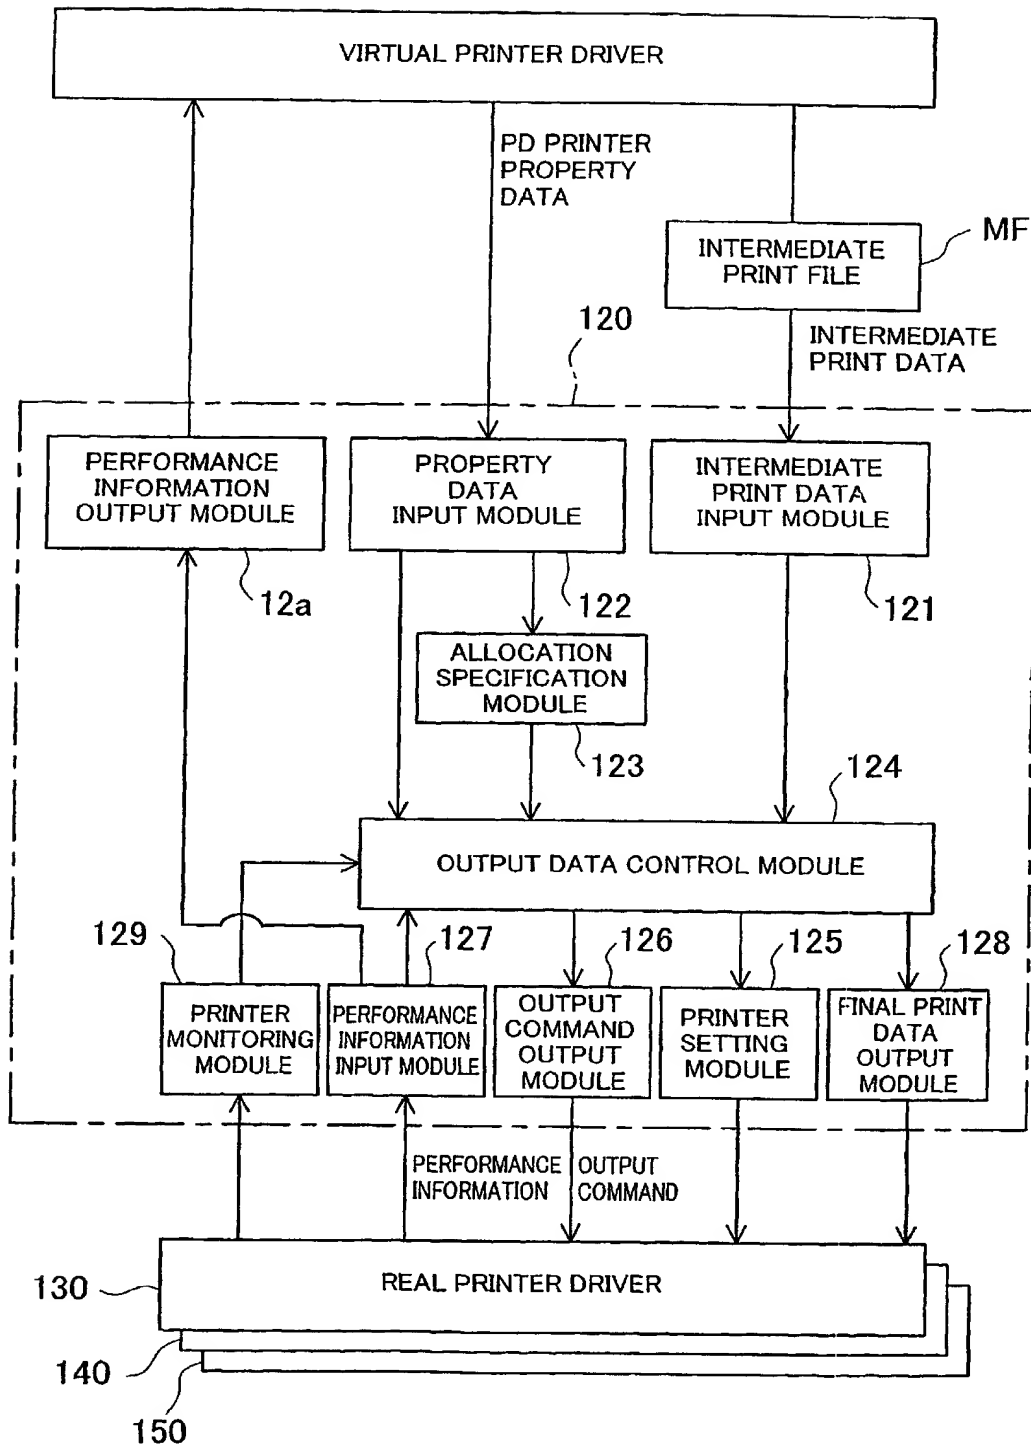 VIRTUAL PRINTER DRIVER
PD PRINTER
PROPERTY
DATA
INTERMEDIATE
PRINT FILE
MF
120
INTERMEDIATE
PRINT DATA
PERFORMANCE
INFORMATION
OUTPUT MODULE
PROPERTY
DATA
INPUT MODULE
INTERMEDIATE
PRINT DATA
INPUT MODULE
12a
122
121
ALLOCATION
SPECIFICATION
MODULE
123
124
OUTPUT DATA CONTROL MODULE
129
127
126
125
128
PRINTER
MONITORING
MODULE
PERFORMANCE
INFORMATION
INPUT MODULE
OUTPUT
COMMAND
OUTPUT
MODULE
PRINTER
SETTING
MODULE
FINAL PRINT
DATA
OUTPUT
MODULE
PERFORMANCE
INFORMATION
OUTPUT
COMMAND
REAL PRINTER DRIVER
130
140
150